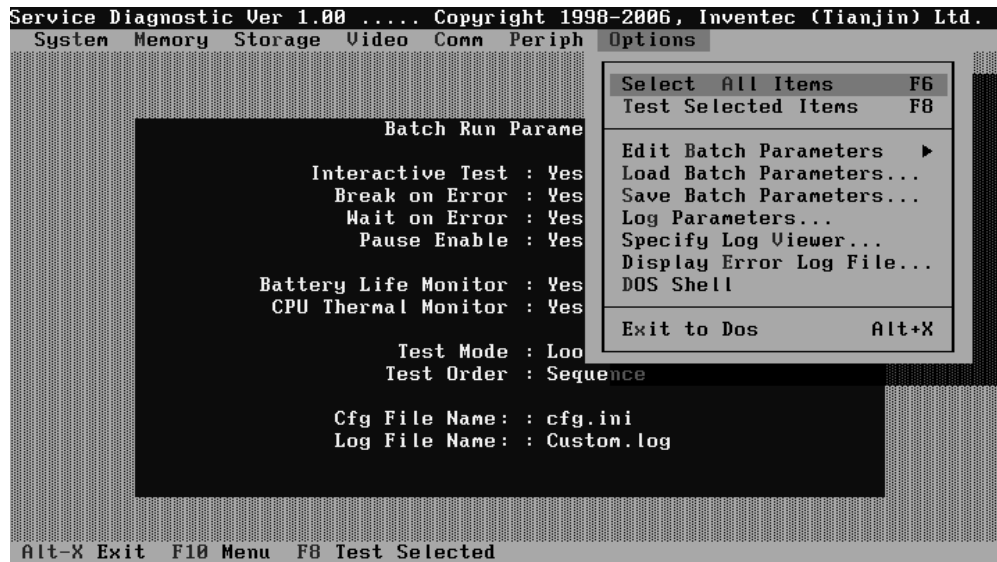 Service Diagnostic Ver 1.00 ..... Copyright 1998-2006, Inventec (Tianjin) Ltd.
System Memory Storage Video Comm Periph Options
Select All Items F6
Test Selected Items F8
Edit Batch Parameters ►
Load Batch Parameters...
Save Batch Parameters...
Log Parameters...
Specify Log Viewer...
Display Error Log File...
DOS Shell
Exit to Dos Alt+X
Batch Run Parame
Interactive Test : Yes
Break on Error : Yes
Wait on Error : Yes
Pause Enable : Yes
Battery Life Monitor : Yes
CPU Thermal Monitor : Yes
Test Mode : Loo
Test Order : Sequence
Cfg File Name: : cfg.ini
Log File Name: : Custom.log
Alt-X Exit F10 Menu F8 Test Selected